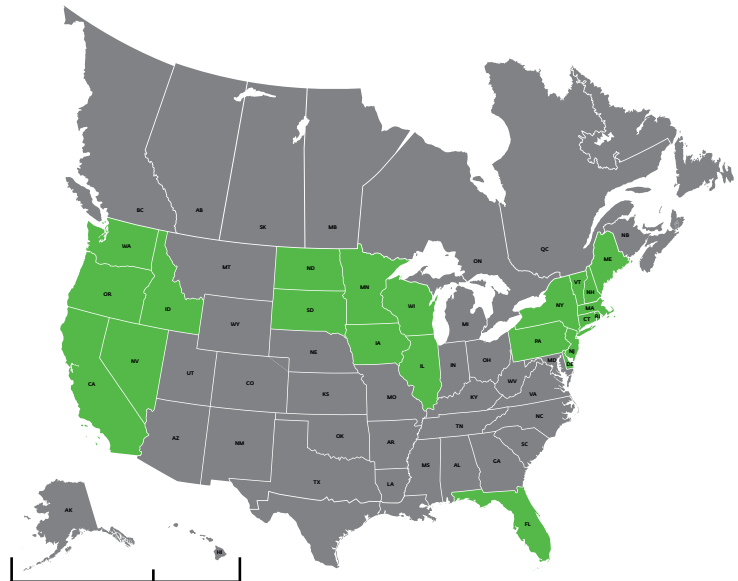 BC
AB
SK
MB
ON
QC
NB
WA
OR
ID
MT
ND
SD
MN
WI
MI
ME
VT
NH
NY
MA
CT
RI
PA
NJ
MD
DE
CA
NV
UT
WY
CO
NE
IA
IL
IN
OH
WV
VA
KS
MO
KY
NC
TN
SC
AZ
NM
OK
AR
MS
AL
GA
TX
LA
FL
AK
HI